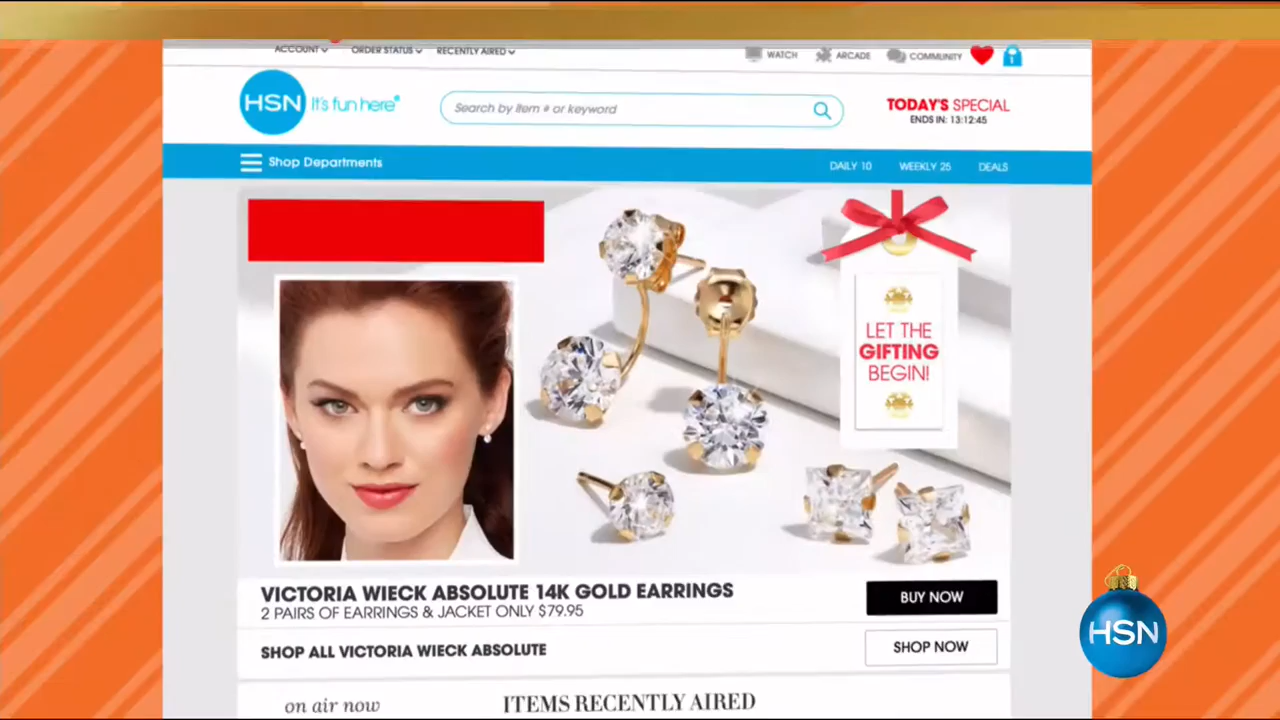 ACCOUNT ORDER STATUS RECENTLY AIRED WATCH ARCADE COMMUNITY 1
HSN It's fun here® Search by item # or keyword TODAY'S SPECIAL
ENDS IN: 13:12:45
Shop Departments DAILY 10 WEEKLY 25 DEALS
LET THE
GIFTING
BEGIN!
VICTORIA WIECK ABSOLUTE 14K GOLD EARRINGS
2 PAIRS OF EARRINGS & JACKET ONLY $79.95
BUY NOW
SHOP ALL VICTORIA WIECK ABSOLUTE
SHOP NOW
HSN
on air now ITEMS RECENTLY AIRED